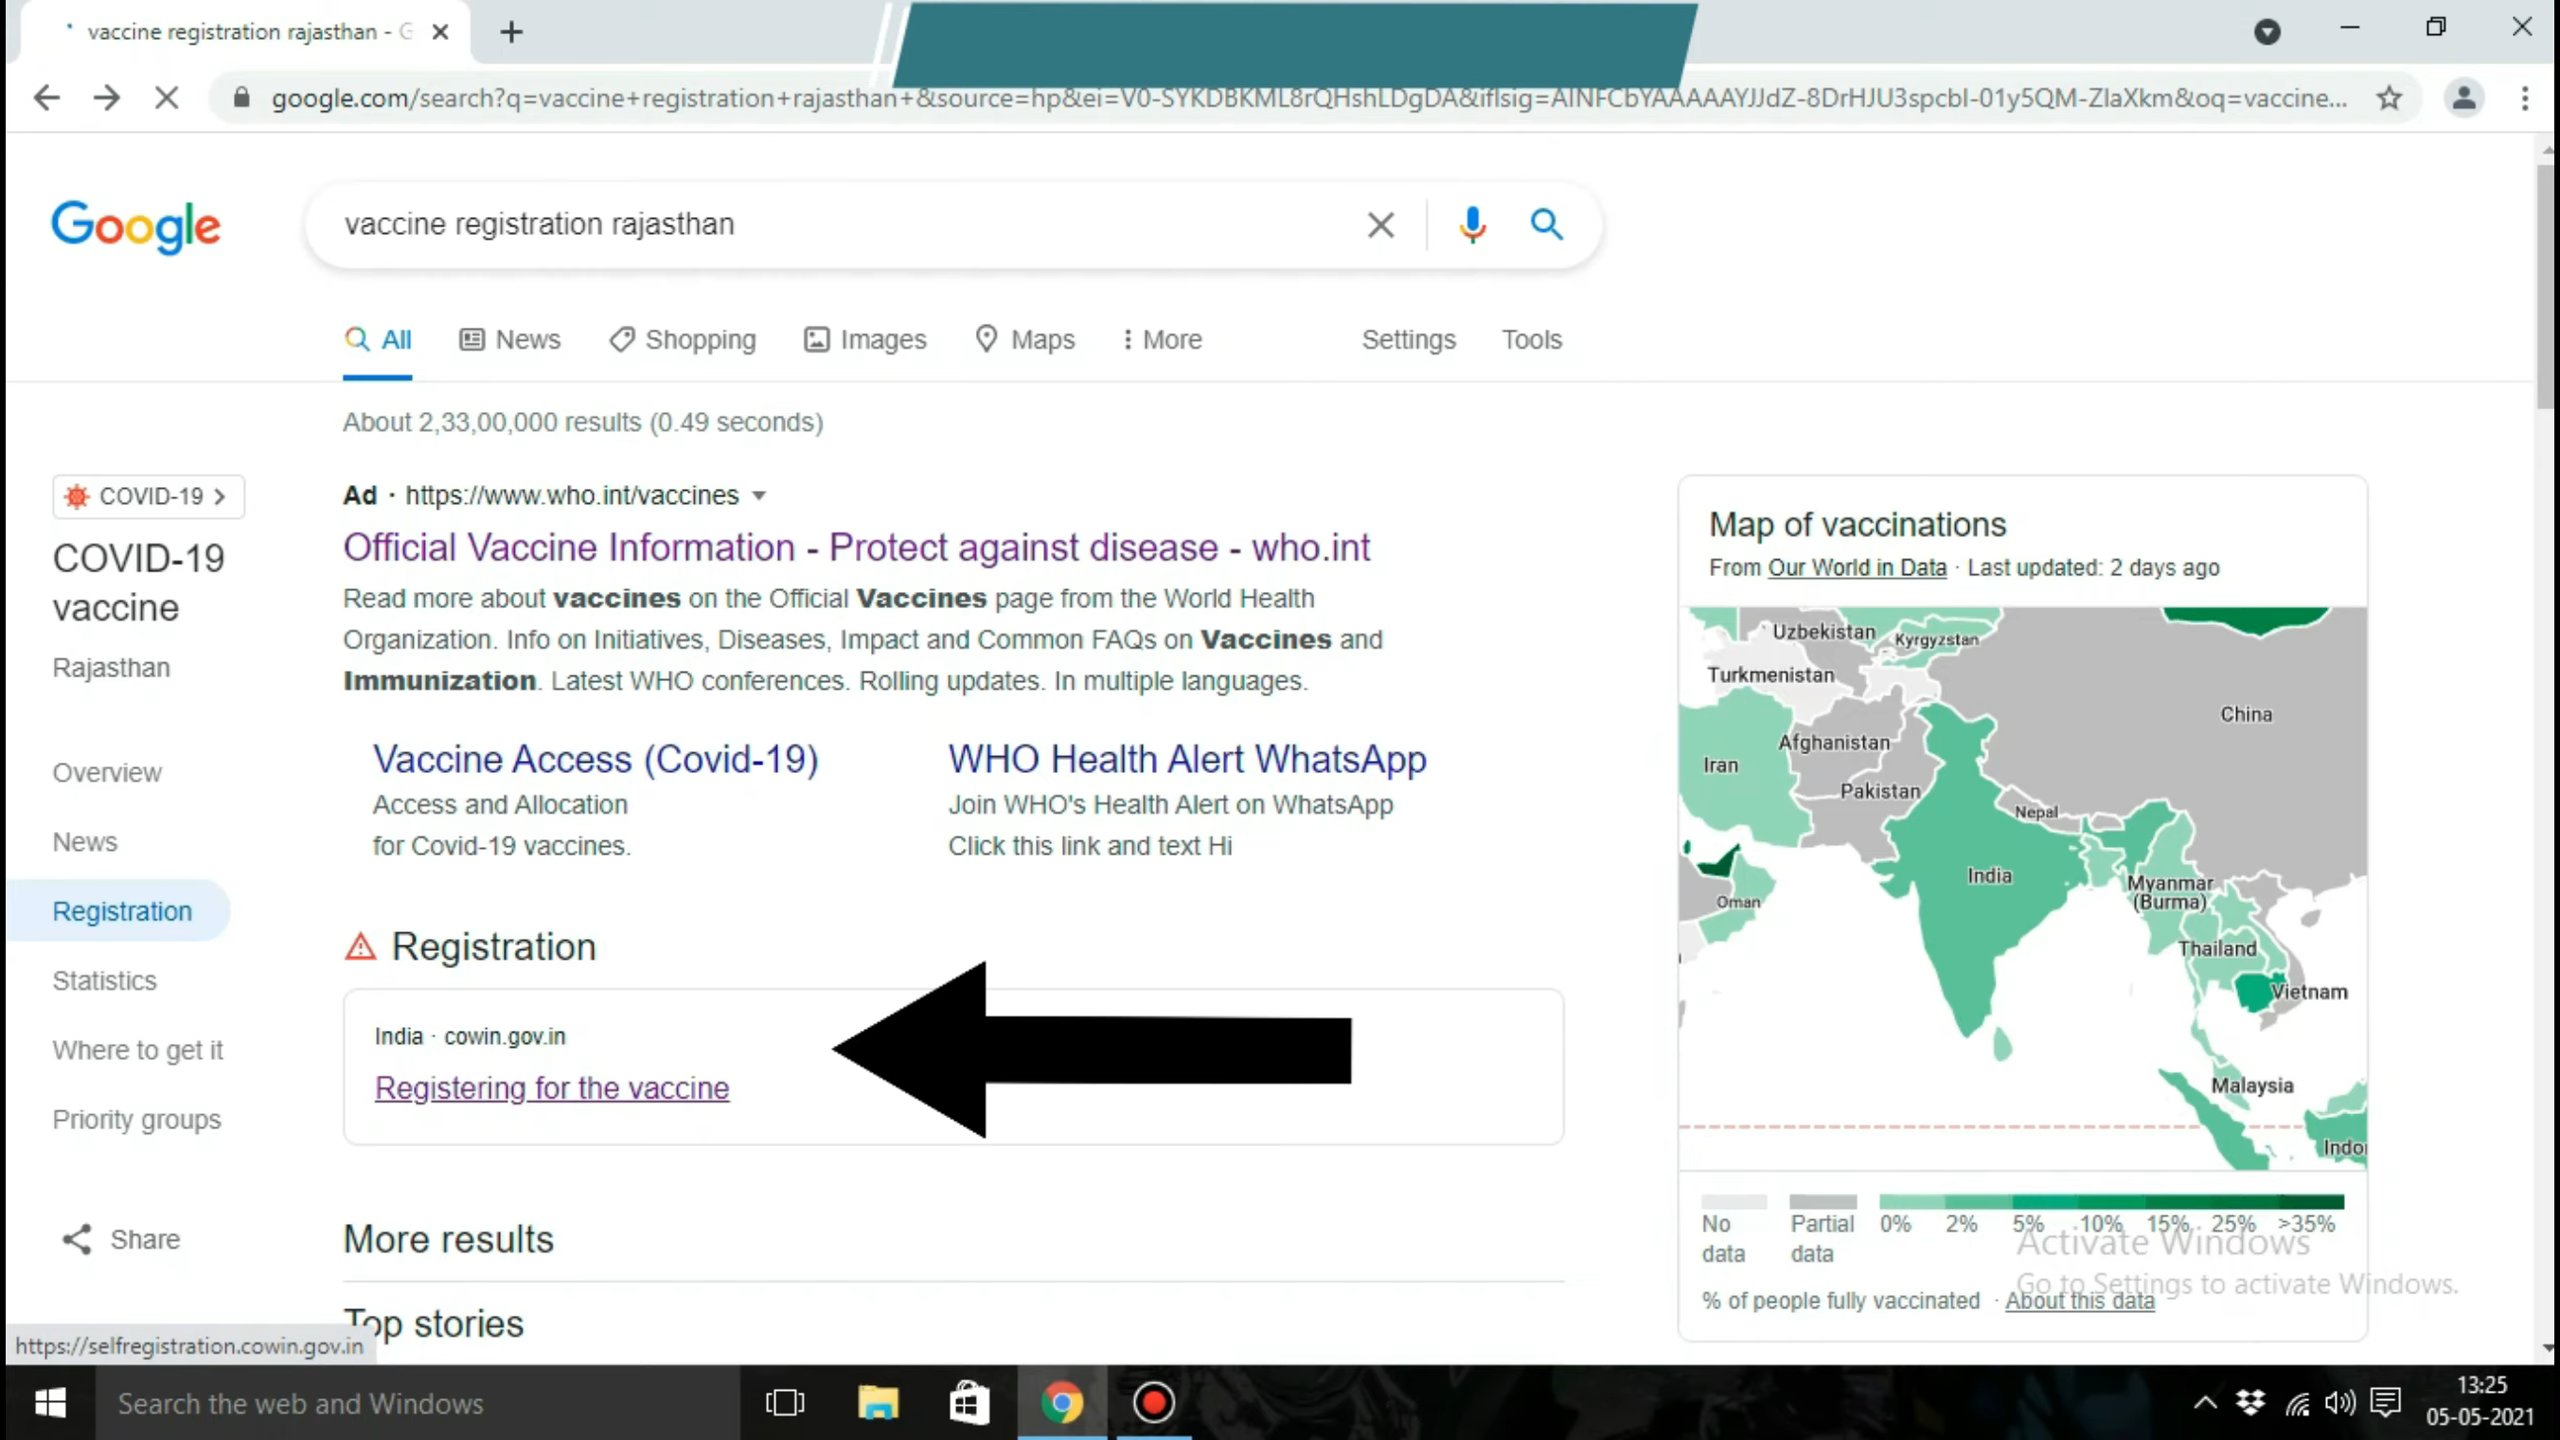 vaccine registration rajasthan - G
google.com/search?q=vaccine+registration+rajasthan+&source=hp&ei=V0-SYKDBKML8rQHshLDgDA&iflsig=AINFCbYAAAAAYJJdZ-8DrHJU3spcbI-01y5QM-ZIaXkm&oq=vaccine...
Google
vaccine registration rajasthan
All News Shopping Images Maps More Settings Tools
About 2,33,00,000 results (0.49 seconds)
COVID-19
COVID-19
vaccine
Rajasthan
Overview
News
Registration
Statistics
Where to get it
Priority groups
Share
Ad · https://www.who.int/vaccines
Official Vaccine Information - Protect against disease - who.int
Read more about vaccines on the Official Vaccines page from the World Health
Organization. Info on Initiatives, Diseases, Impact and Common FAQs on Vaccines and
Immunization. Latest WHO conferences. Rolling updates. In multiple languages.
Vaccine Access (Covid-19)
Access and Allocation
for Covid-19 vaccines.
WHO Health Alert WhatsApp
Join WHO's Health Alert on WhatsApp
Click this link and text Hi
Registration
India · cowin.gov.in
Registering for the vaccine
More results
Top stories
Map of vaccinations
From Our World in Data · Last updated: 2 days ago
Uzbekistan
Kyrgyzstan
Turkmenistan
China
Afghanistan
Iran
Pakistan
Nepal
India
Myanmar
(Burma)
Oman
Thailand
Vietnam
Malaysia
Indo
No data
Partial data
0% 2% 5% 10% 15% 25% >35%
% of people fully vaccinated · About this data
Activate Windows
Go to Settings to activate Windows.
https://selfregistration.cowin.gov.in
Search the web and Windows
13:25
05-05-2021